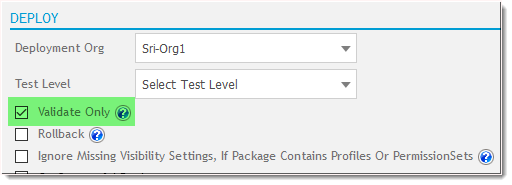 DEPLOY
Deployment Org Sri-Org1
Test Level Select Test Level
Validate Only ?
Rollback ?
Ignore Missing Visibility Settings, If Package Contains Profiles Or PermissionSets ?